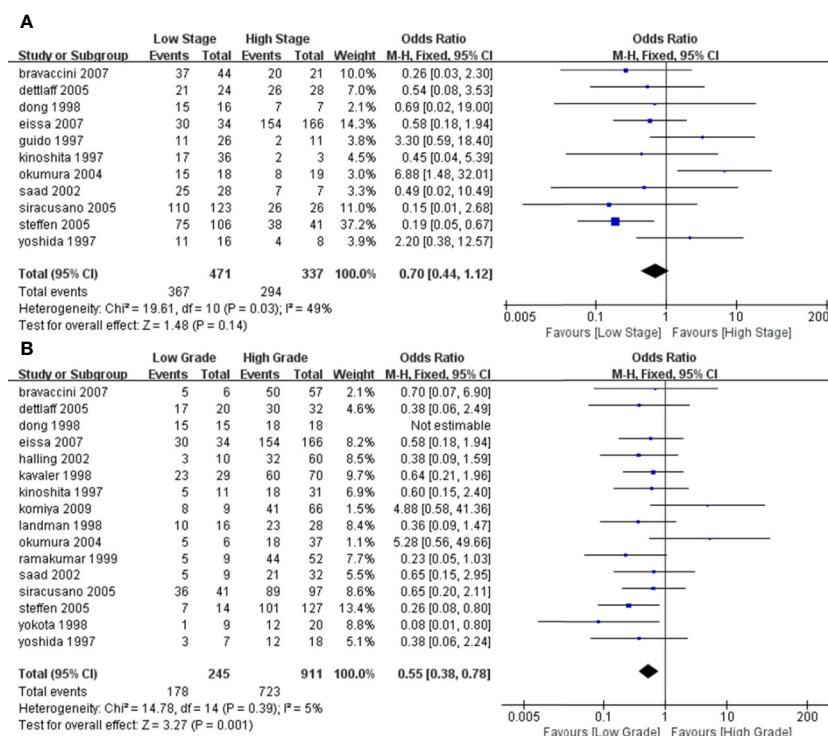 A
Low Stage High Stage Odds Ratio Odds Ratio
Study or Subgroup Events Total Events Total Weight M-H, Fixed, 95% CI M-H, Fixed, 95% CI
bravaccini 2007 37 44 20 21 10.0% 0.26 [0.03, 2.30]
dettlaff 2005 21 24 26 28 7.0% 0.54 [0.08, 3.53]
dong 1998 15 16 7 7 2.1% 0.69 [0.02, 19.00]
eissa 2007 30 34 154 166 14.3% 0.58 [0.18, 1.94]
guido 1997 11 26 2 11 3.8% 3.30 [0.59, 18.40]
kinoshita 1997 17 36 2 3 4.5% 0.45 [0.04, 5.39]
okumura 2004 15 18 8 19 3.0% 6.88 [1.48, 32.01]
saad 2002 25 28 7 7 3.3% 0.49 [0.02, 10.49]
siracusano 2005 110 123 26 26 11.0% 0.15 [0.01, 2.68]
steffen 2005 75 106 38 41 37.2% 0.19 [0.05, 0.67]
yoshida 1997 11 16 4 8 3.9% 2.20 [0.38, 12.57]
Total (95% CI) 471 337 100.0% 0.70 [0.44, 1.12]
Total events 367 294
Heterogeneity: Chi² = 19.61, df = 10 (P = 0.03); I² = 49%
Test for overall effect: Z = 1.48 (P = 0.14)
0.005 0.1 1 10 200
Favours [Low Stage] Favours [High Stage]
B
Low Grade High Grade Odds Ratio Odds Ratio
Study or Subgroup Events Total Events Total Weight M-H, Fixed, 95% CI M-H, Fixed, 95% CI
bravaccini 2007 5 6 50 57 2.1% 0.70 [0.07, 6.90]
dettlaff 2005 17 20 30 32 4.6% 0.38 [0.06, 2.49]
dong 1998 15 15 18 18 Not estimable
eissa 2007 30 34 154 166 8.2% 0.58 [0.18, 1.94]
halling 2002 3 10 32 60 8.4% 0.38 [0.09, 1.59]
kavaler 1998 23 29 60 70 9.7% 0.64 [0.21, 1.96]
kinoshita 1997 5 11 18 31 6.9% 0.60 [0.15, 2.40]
komiya 2009 8 9 41 66 1.5% 4.88 [0.58, 41.36]
landman 1998 10 16 23 28 8.4% 0.36 [0.09, 1.47]
okumura 2004 5 6 18 37 1.1% 5.28 [0.56, 49.66]
ramakumar 1999 5 9 44 52 7.7% 0.23 [0.05, 1.03]
saad 2002 5 9 21 32 5.5% 0.65 [0.15, 2.95]
siracusano 2005 36 41 89 97 8.6% 0.65 [0.20, 2.11]
steffen 2005 7 14 101 127 13.4% 0.26 [0.08, 0.80]
yokota 1998 1 9 12 20 8.8% 0.08 [0.01, 0.80]
yoshida 1997 3 7 12 18 5.1% 0.38 [0.06, 2.24]
Total (95% CI) 245 911 100.0% 0.55 [0.38, 0.78]
Total events 178 723
Heterogeneity: Chi² = 14.78, df = 14 (P = 0.39); I² = 5%
Test for overall effect: Z = 3.27 (P = 0.001)
0.005 0.1 1 10 200
Favours [Low Grade] Favours [High Grade]